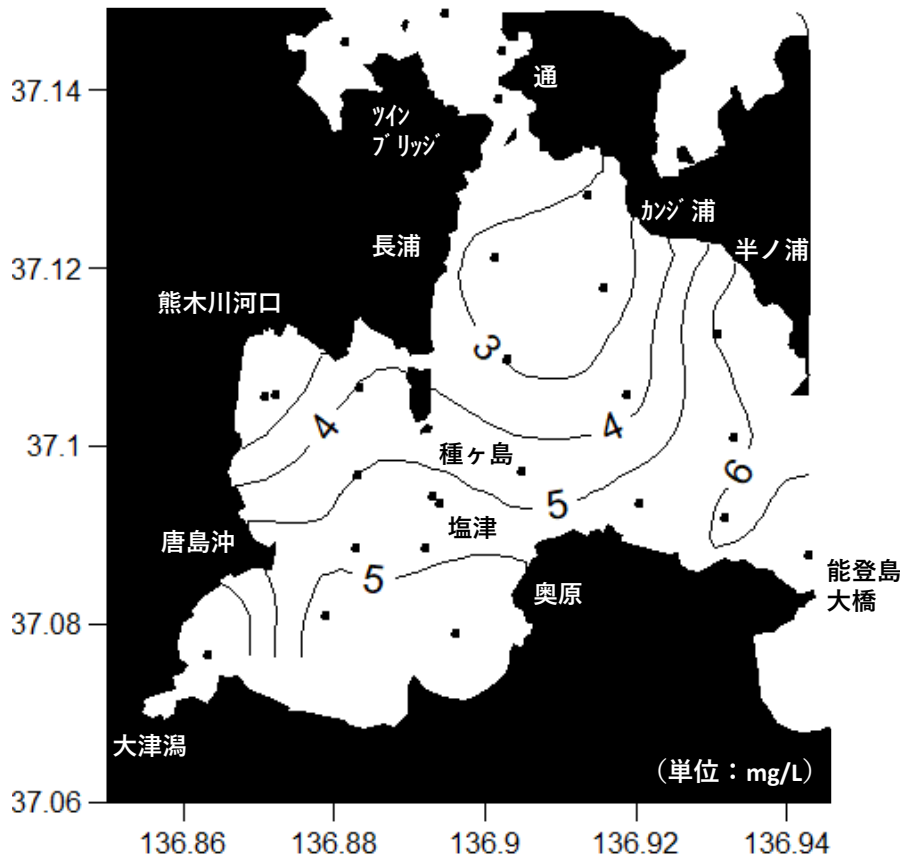 37.14
通
ﾂｲﾝ
ﾌﾞﾘｯｼﾞ
ｶﾝｼﾞ浦
長浦
半ノ浦
37.12
熊木川河口
3
4
4
37.1
種ヶ島
6
5
塩津
唐島沖
5
奥原
能登島
大橋
37.08
大津潟
（単位：mg/L）
37.06
136.86
136.88
136.9
136.92
136.94